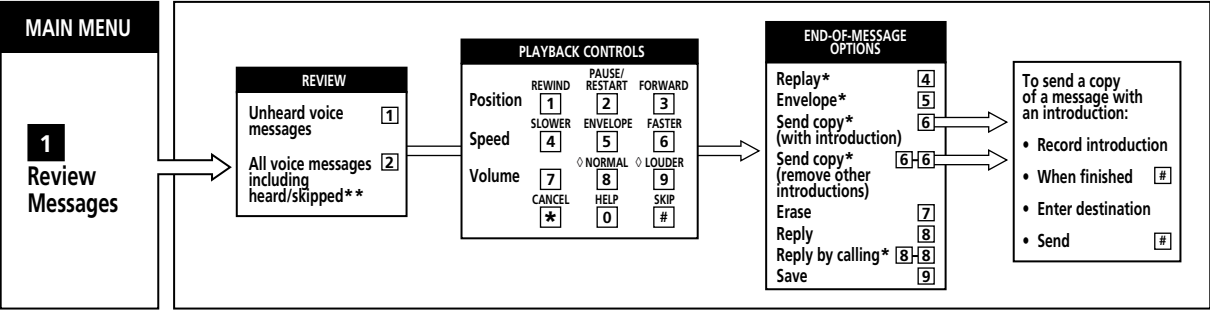 MAIN MENU
1
Review
Messages
REVIEW
Unheard voice 1
messages
All voice messages 2
including
heard/skipped**
PLAYBACK CONTROLS
REWIND PAUSE/RESTART FORWARD
Position 1 2 3
SLOWER ENVELOPE FASTER
Speed 4 5 6
◊ NORMAL ◊ LOUDER
Volume 7 8 9
CANCEL HELP SKIP
* 0 #
END-OF-MESSAGE
OPTIONS
Replay* 4
Envelope* 5
Send copy* 6
(with introduction)
Send copy* 6-6
(remove other
introductions)
Erase 7
Reply 8
Reply by calling* 8-8
Save 9
To send a copy
of a message with
an introduction:
• Record introduction
• When finished #
• Enter destination
• Send #